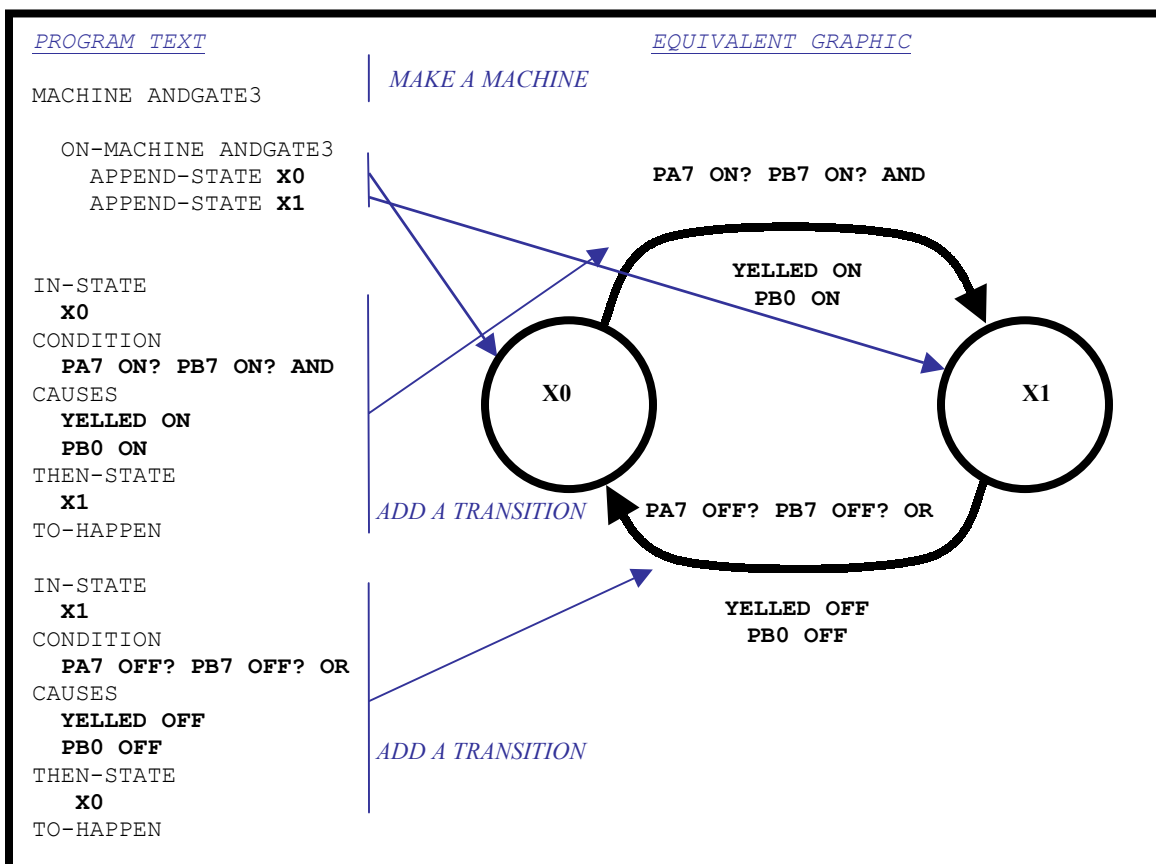 PROGRAM TEXT
EQUIVALENT GRAPHIC
MAKE A MACHINE
MACHINE ANDGATE3
ON-MACHINE ANDGATE3
APPEND-STATE X0
APPEND-STATE X1
IN-STATE
X0
CONDITION
PA7 ON? PB7 ON? AND
CAUSES
YELLED ON
PB0 ON
THEN-STATE
X1
TO-HAPPEN
ADD A TRANSITION
IN-STATE
X1
CONDITION
PA7 OFF? PB7 OFF? OR
CAUSES
YELLED OFF
PB0 OFF
THEN-STATE
X0
TO-HAPPEN
ADD A TRANSITION
PA7 ON? PB7 ON? AND
YELLED ON
PB0 ON
X0
X1
PA7 OFF? PB7 OFF? OR
YELLED OFF
PB0 OFF